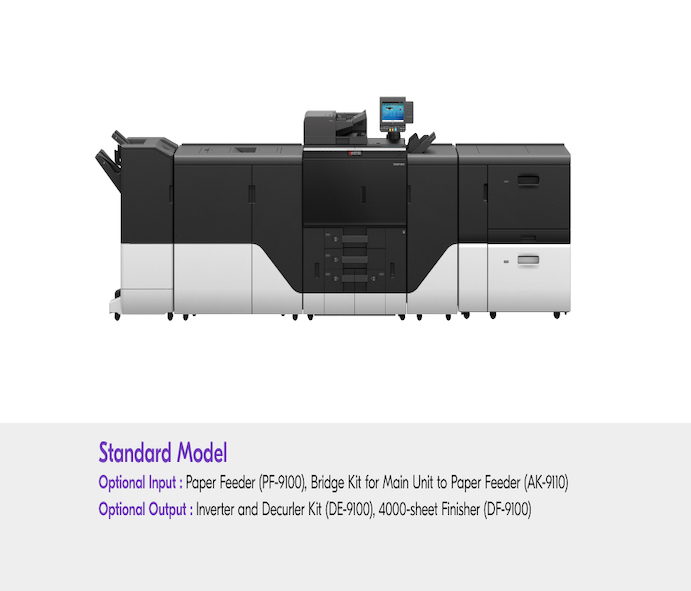 Standard Model
Optional Input : Paper Feeder (PF-9100), Bridge Kit for Main Unit to Paper Feeder (AK-9110)
Optional Output : Inverter and Decurler Kit (DE-9100), 4000-sheet Finisher (DF-9100)